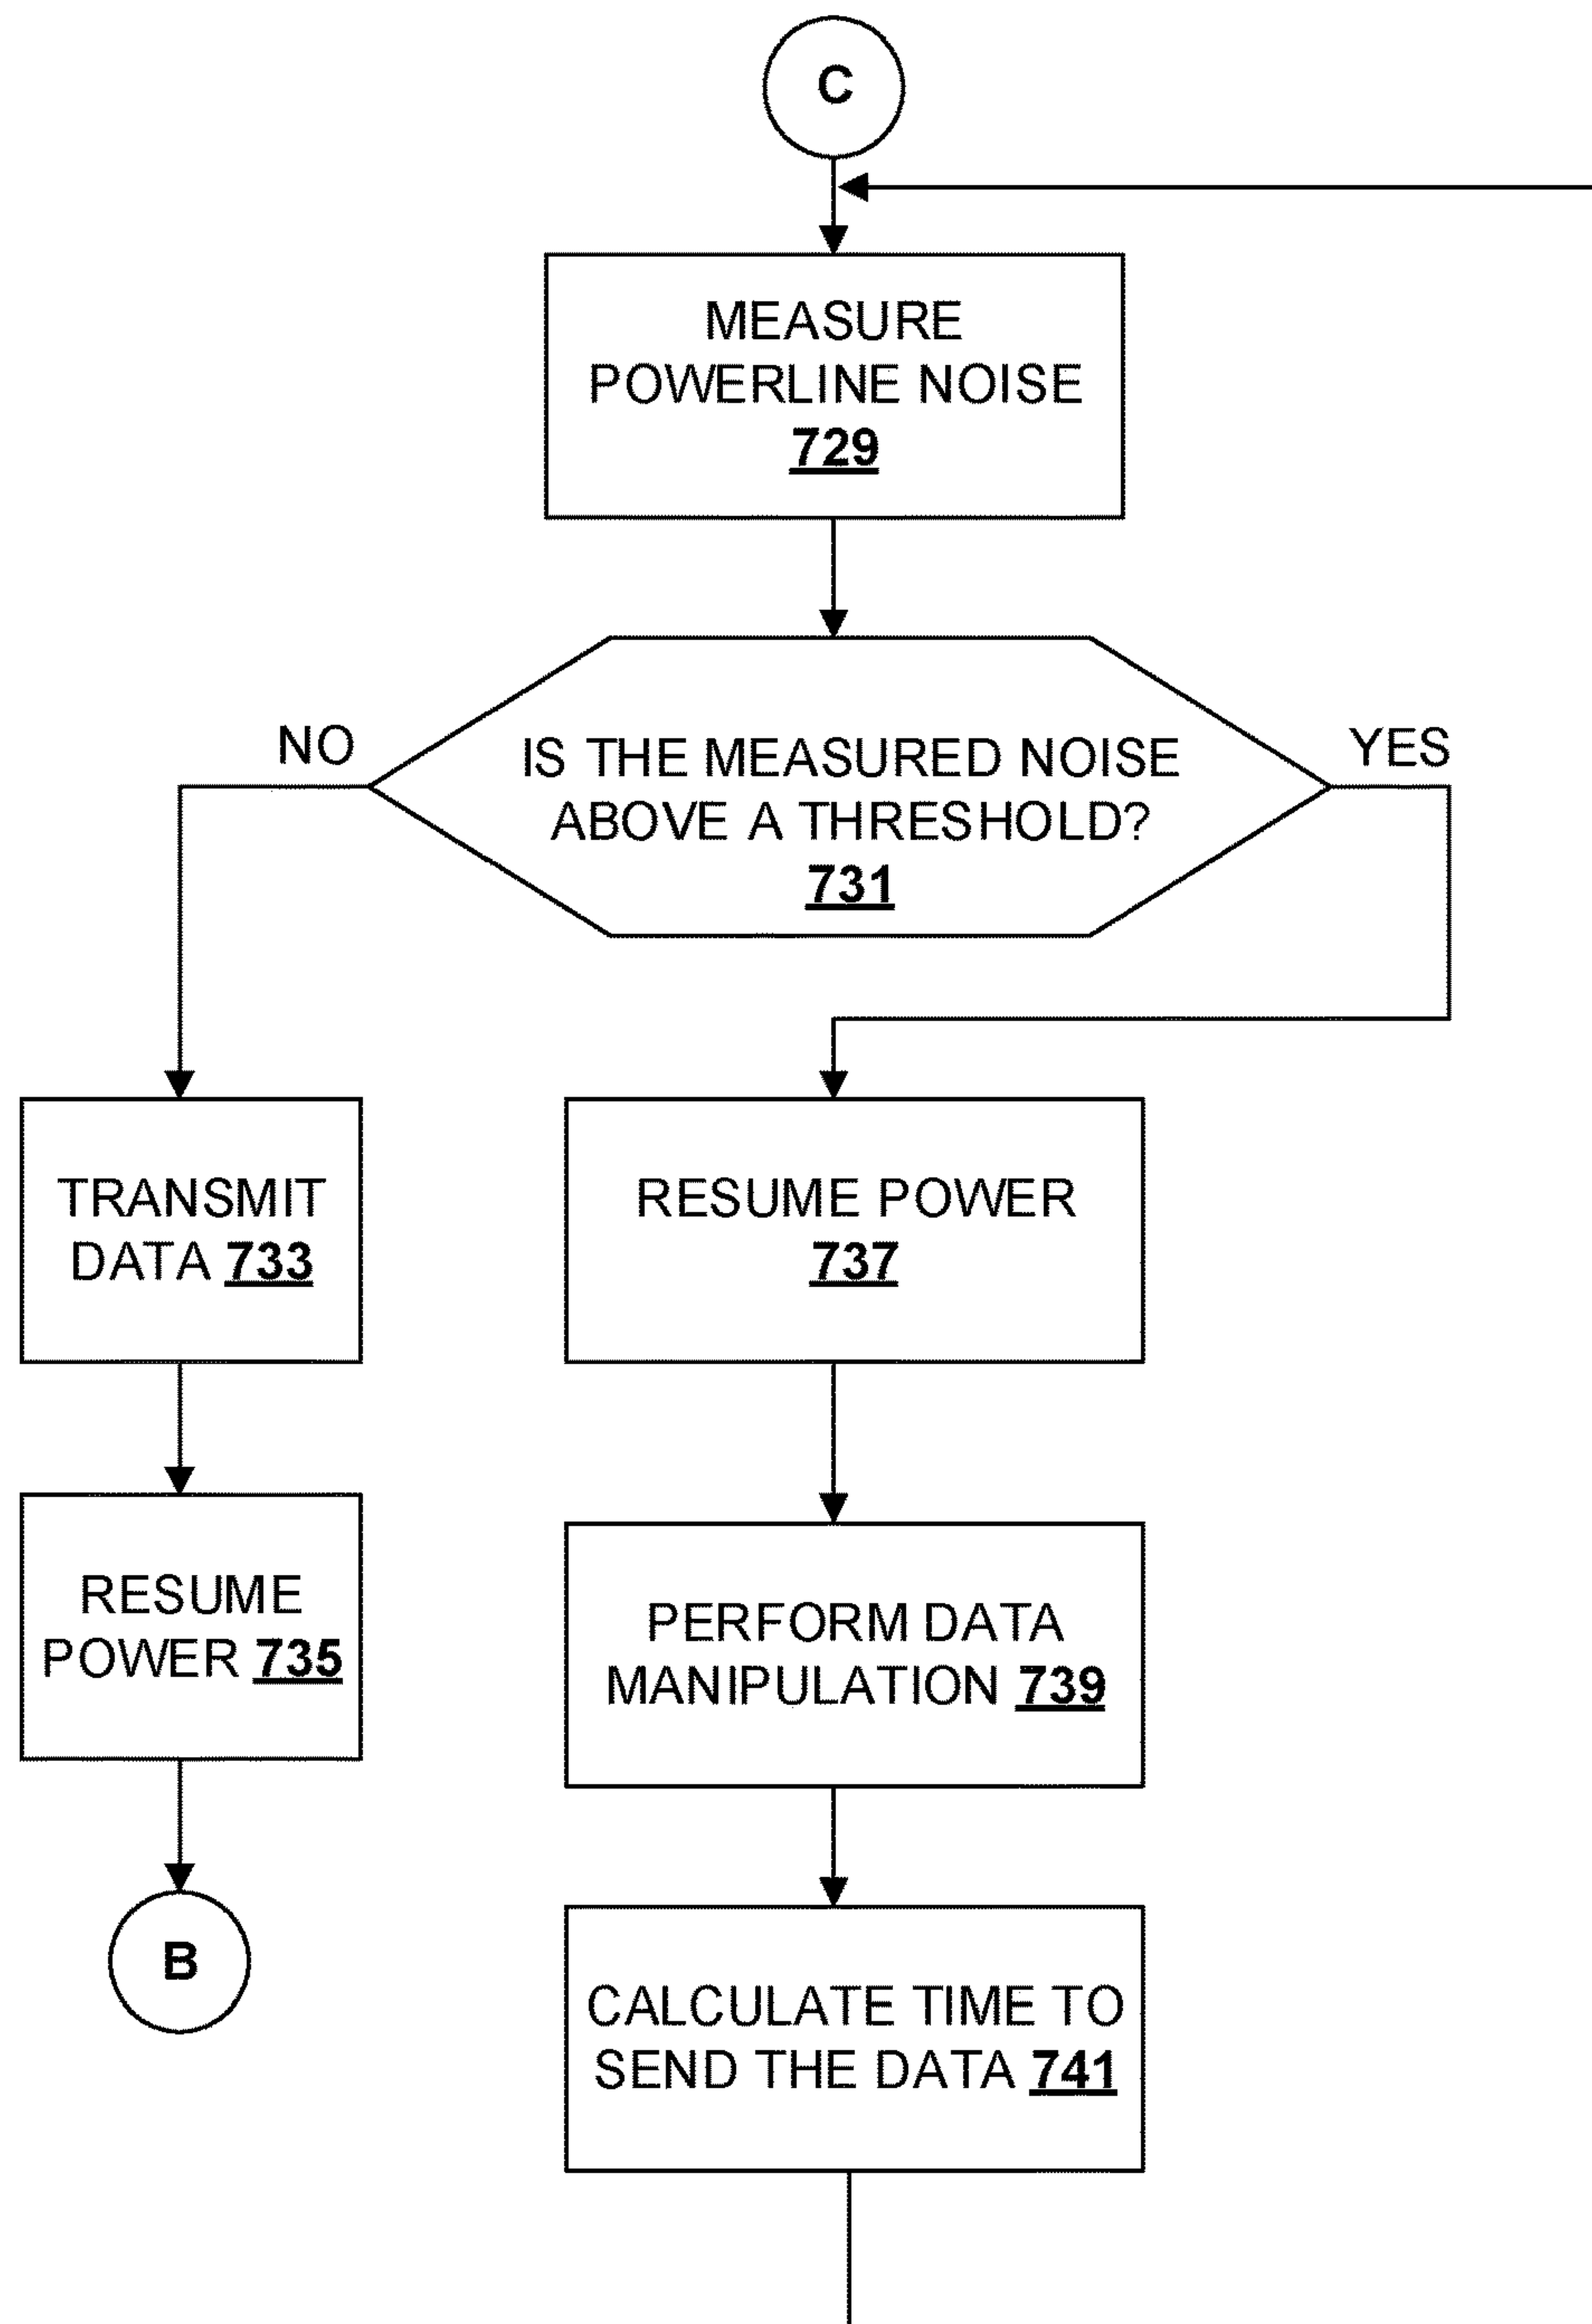 C
MEASURE
POWERLINE NOISE
729
NO
YES
IS THE MEASURED NOISE
ABOVE A THRESHOLD?
731
TRANSMIT
DATA 733
RESUME POWER
737
RESUME
POWER 735
PERFORM DATA
MANIPULATION 739
B
CALCULATE TIME TO
SEND THE DATA 741